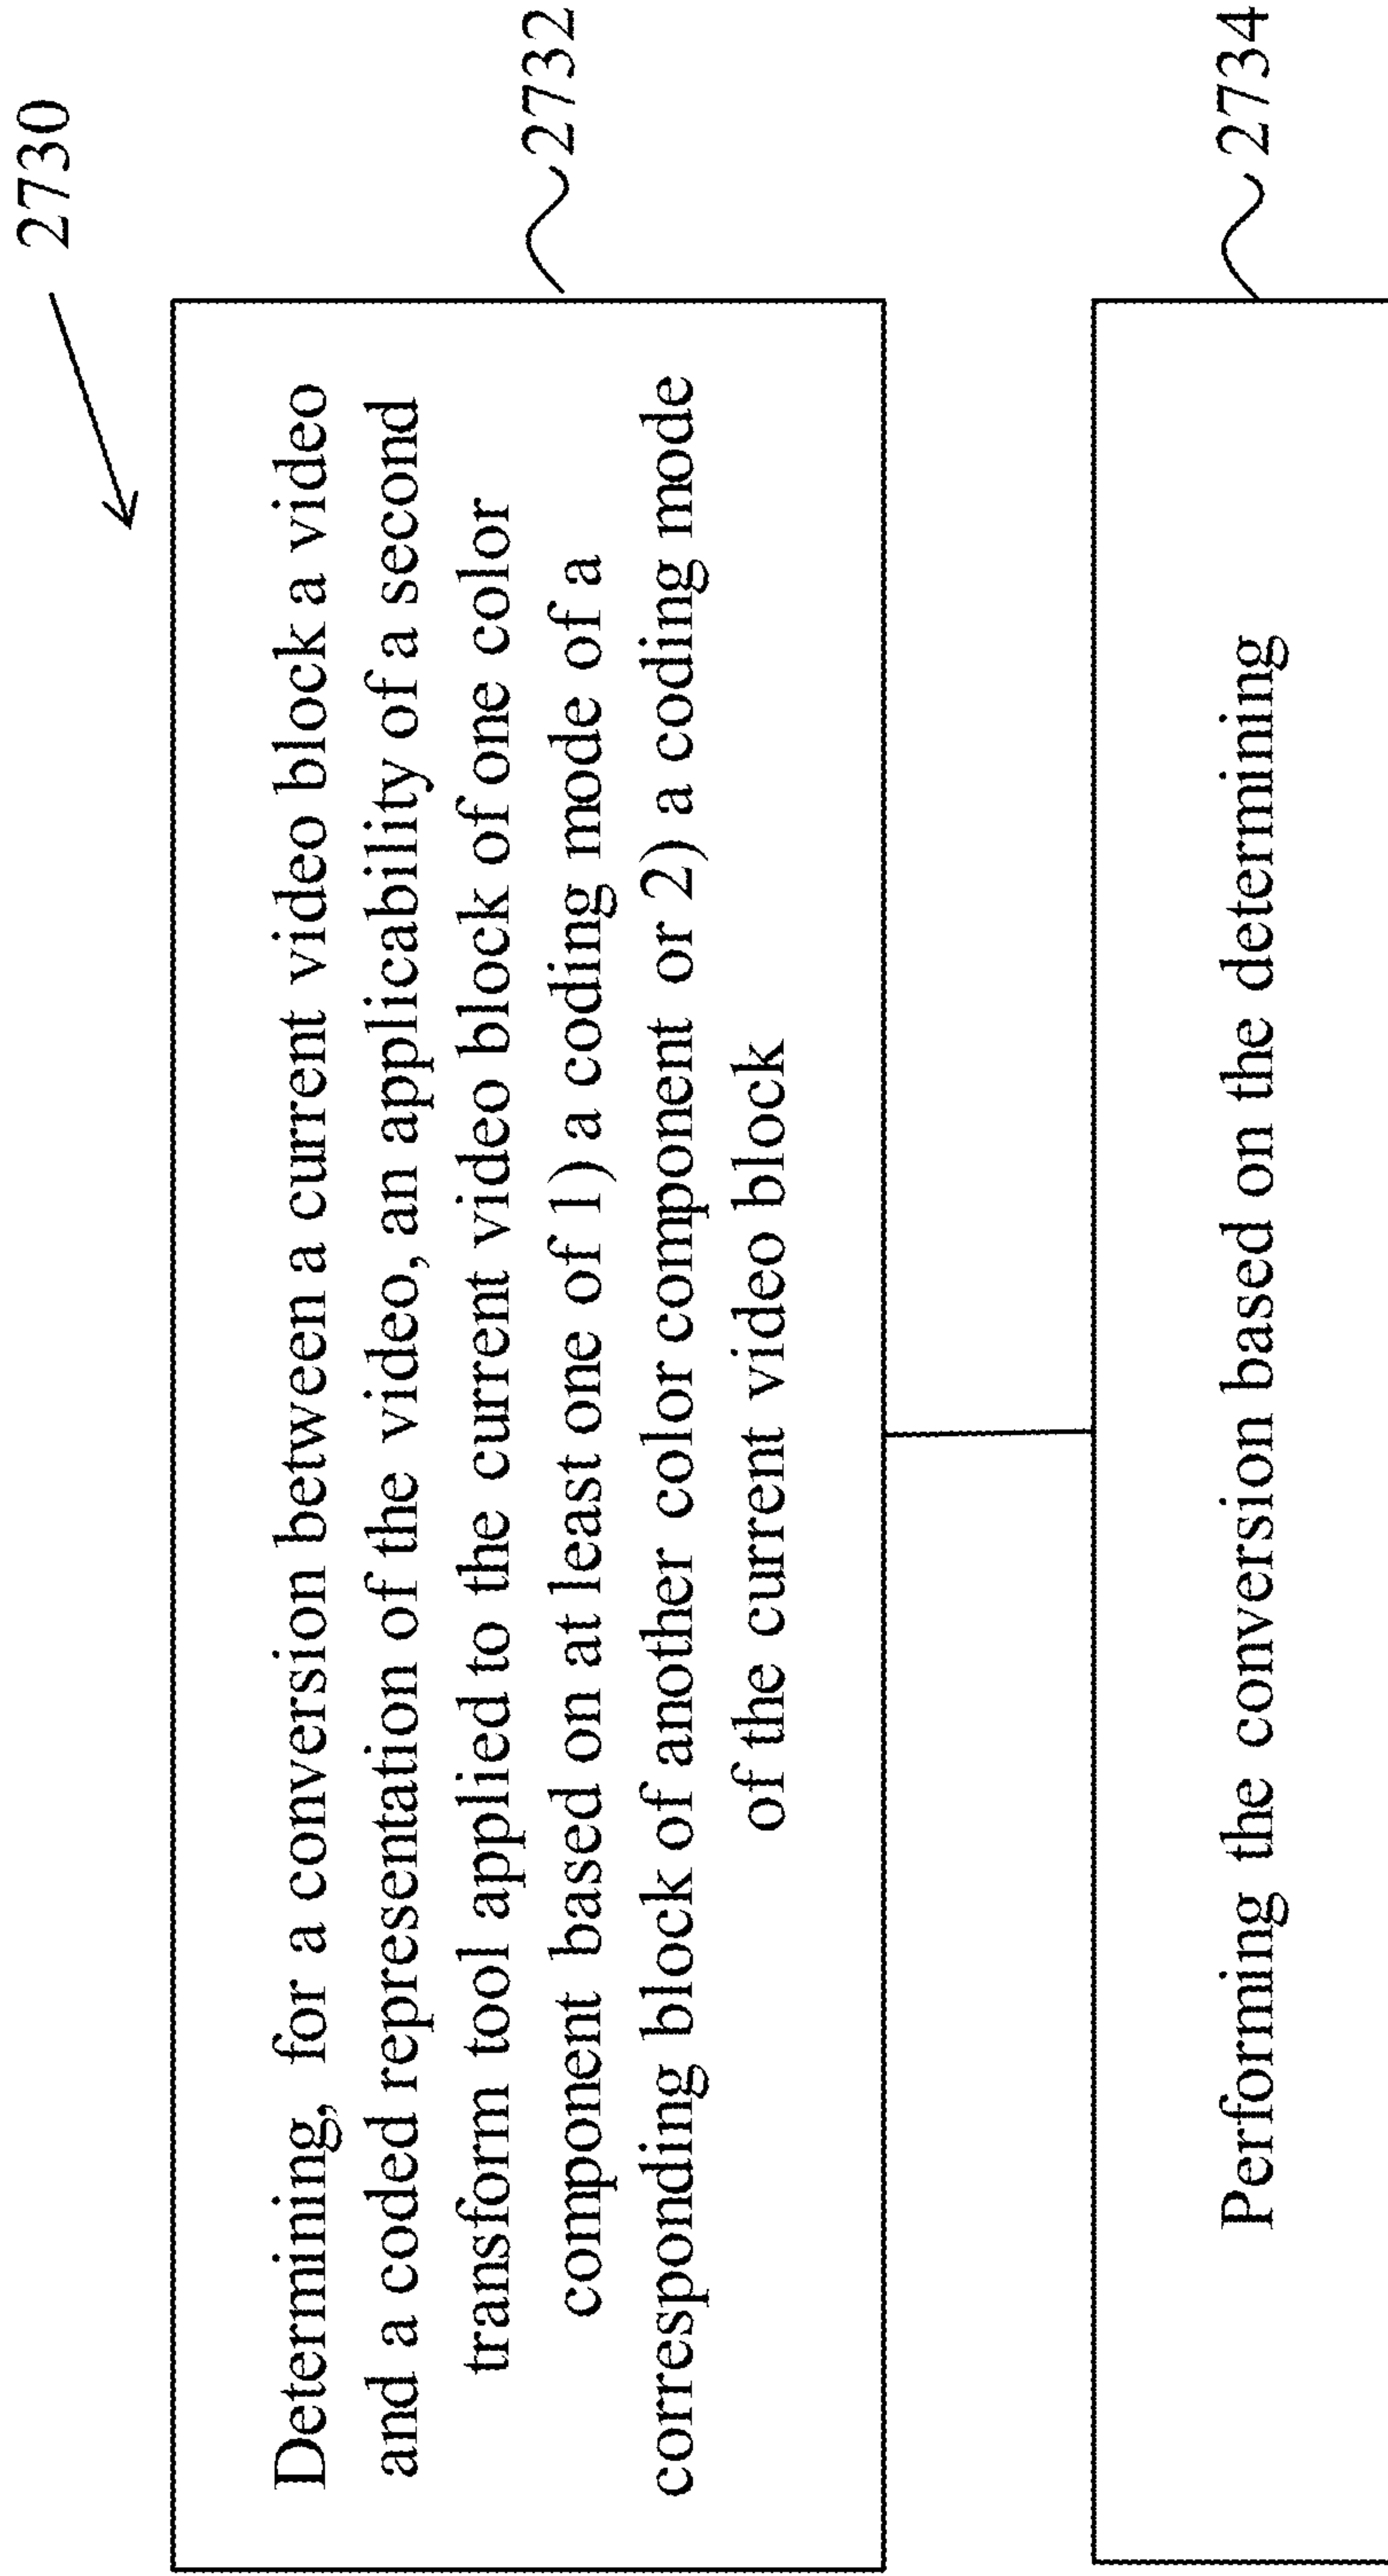 2730
Determining, for a conversion between a current video block a video
and a coded representation of the video, an applicability of a second
transform tool applied to the current video block of one color
component based on at least one of 1) a coding mode of a
corresponding block of another color component or 2) a coding mode
of the current video block
2732
Performing the conversion based on the determining
2734